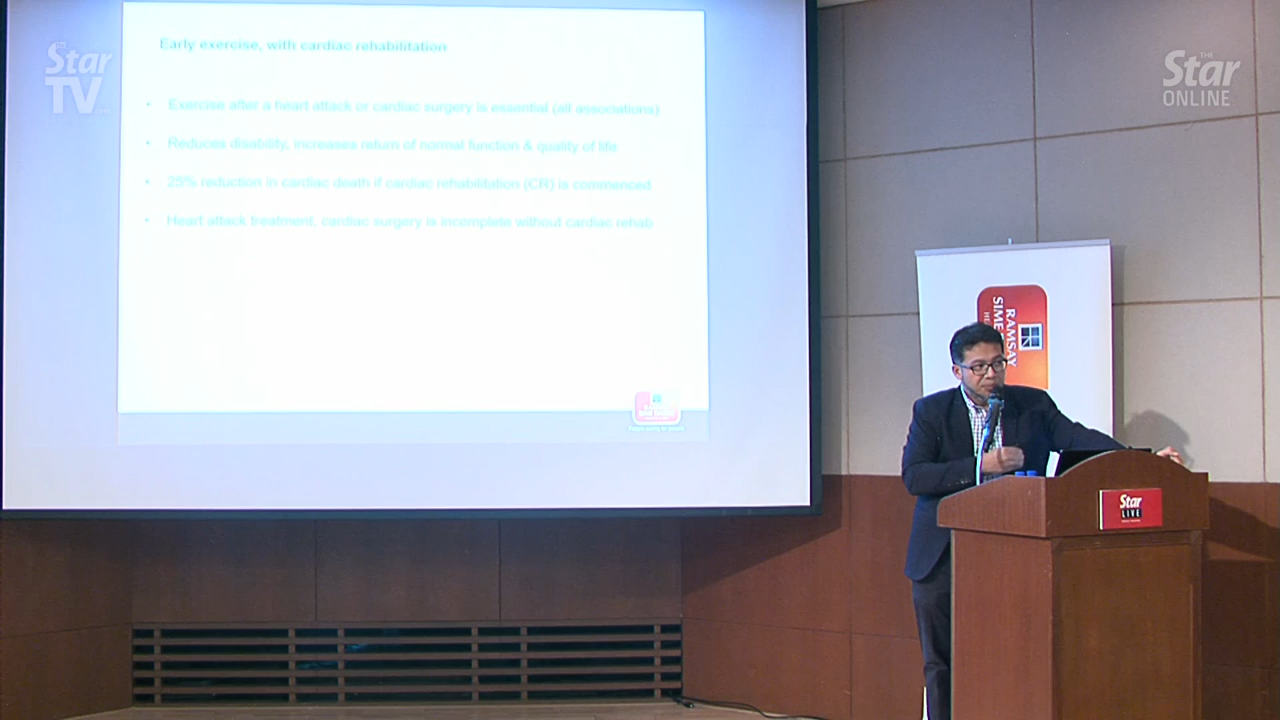 THE
Star
TV
THE
Star
ONLINE
Early exercise, with cardiac rehabilitation
• Exercise after a heart attack or cardiac surgery is essential (all associations)
• Reduces disability, increases return of normal function & quality of life
• 25% reduction in cardiac death if cardiac rehabilitation (CR) is commenced
• Heart attack treatment, cardiac surgery is incomplete without cardiac rehab
RAMSAY
SIME
Star
LIVE